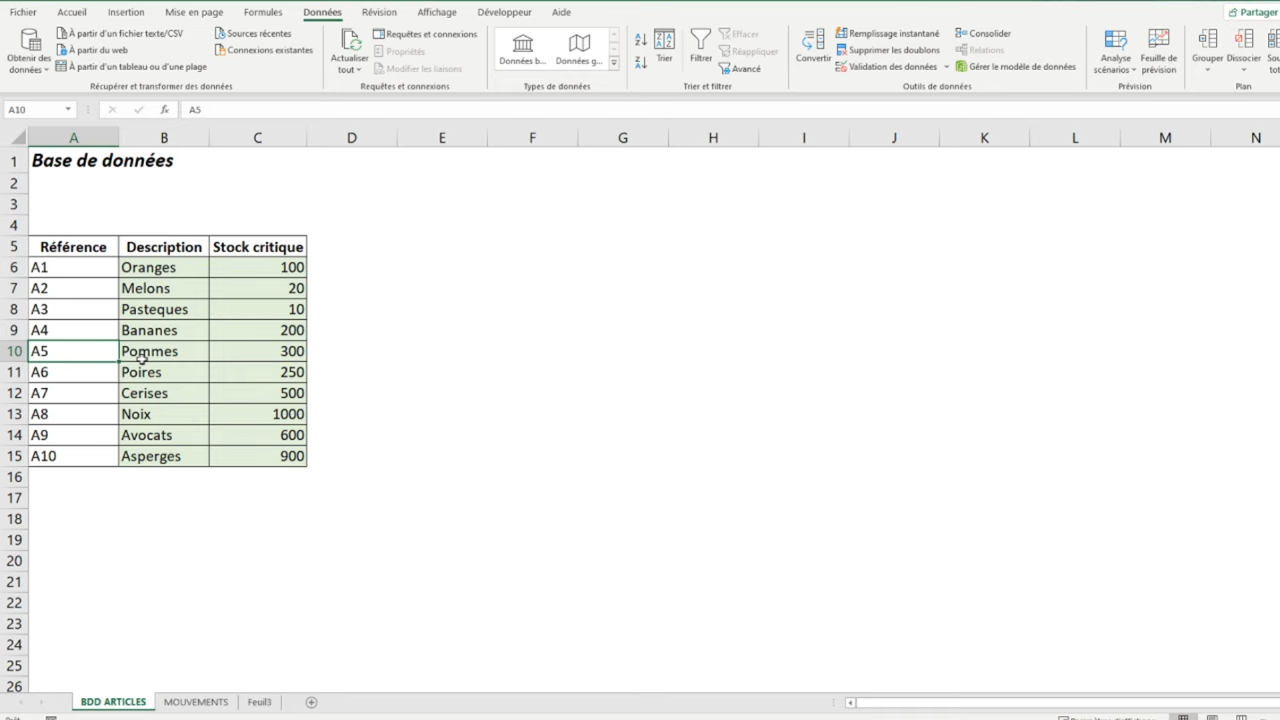 Fichier Accueil Insertion Mise en page Formules Données Révision Affichage Développeur Aide Partager
Obtenir des données
À partir d'un fichier texte/CSV
À partir du web
À partir d'un tableau ou d'une plage
Sources récentes
Connexions existantes
Récupérer et transformer des données
Actualiser tout
Requêtes et connexions
Propriétés
Modifier les liaisons
Requêtes et connexions
Données b...
Données g...
Types de données
Trier
Filtrer
Effacer
Réappliquer
Avancé
Trier et filtrer
Convertir
Remplissage instantané
Supprimer les doublons
Validation des données
Consolider
Relations
Gérer le modèle de données
Outils de données
Analyse scénarios
Feuille de prévision
Prévision
Grouper
Dissocier
Plan
A10 fx A5
A B C D E F G H I J K L M N
1 Base de données
2
3
4
5 Référence Description Stock critique
6 A1 Oranges 100
7 A2 Melons 20
8 A3 Pasteques 10
9 A4 Bananes 200
10 A5 Pommes 300
11 A6 Poires 250
12 A7 Cerises 500
13 A8 Noix 1000
14 A9 Avocats 600
15 A10 Asperges 900
16
17
18
19
20
21
22
23
24
25
26
BDD ARTICLES MOUVEMENTS Feuil3